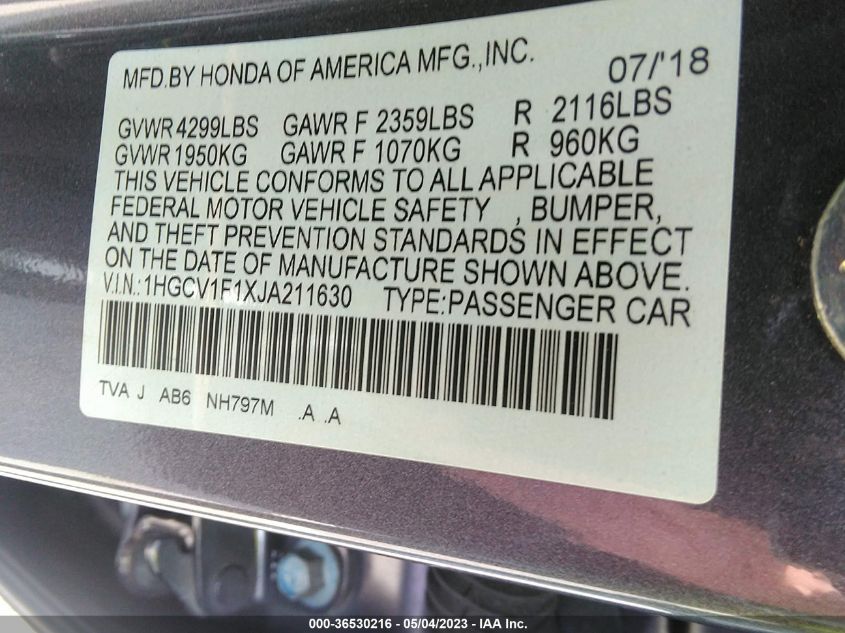 MFD.BY HONDA OF AMERICA MFG.,INC. 07/'18
GVWR 4299LBS GAWR F 2359LBS R 2116LBS
GVWR 1950KG GAWR F 1070KG R 960KG
THIS VEHICLE CONFORMS TO ALL APPLICABLE
FEDERAL MOTOR VEHICLE SAFETY , BUMPER,
AND THEFT PREVENTION STANDARDS IN EFFECT
ON THE DATE OF MANUFACTURE SHOWN ABOVE.
V.I.N.:1HGCV1F1XJA211630 TYPE:PASSENGER CAR
TVA J AB6 NH797M .A .A
000-36530216 - 05/04/2023 - IAA Inc.